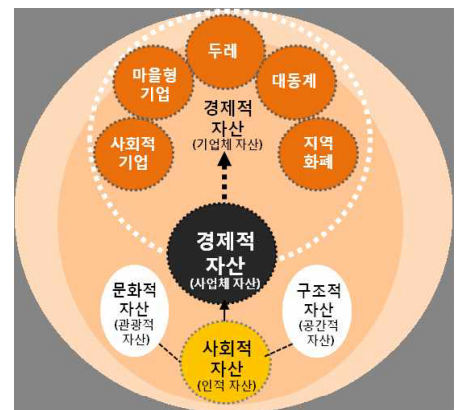 두레
마을형
기업
대동계
경제적
자산
(기업체 자산)
사회적
기업
지역
화폐
경제적
자산
(사업체 자산)
문화적
자산
(관광적
자산)
구조적
자산
(공간적
자산)
사회적
자산
(인적 자산)